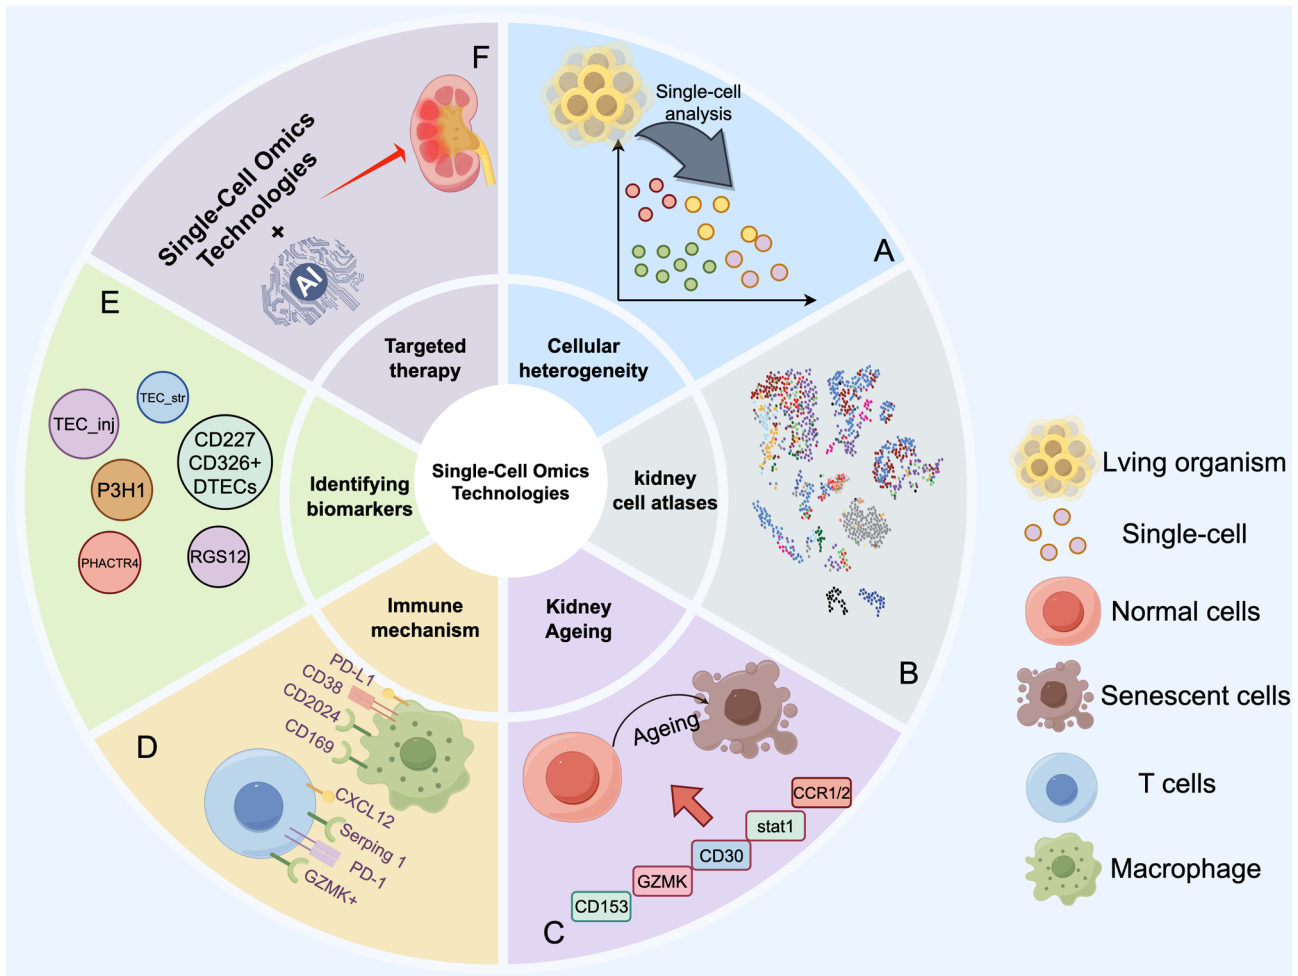 Single-Cell Omics
Technologies
A
Single-cell
analysis
Cellular
heterogeneity
B
kidney
cell atlases
C
Kidney
Ageing
Ageing
CCR1/2
stat1
CD30
GZMK
CD153
D
Immune
mechanism
PD-L1
CD38
CD2024
CD169
CXCL12
Serping 1
PD-1
GZMK+
E
Identifying
biomarkers
TEC_str
TEC_inj
CD227
CD326+
DTECs
P3H1
PHACTR4
RGS12
F
Targeted
therapy
Single-Cell Omics
Technologies
+
AI
Lving organism
Single-cell
Normal cells
Senescent cells
T cells
Macrophage